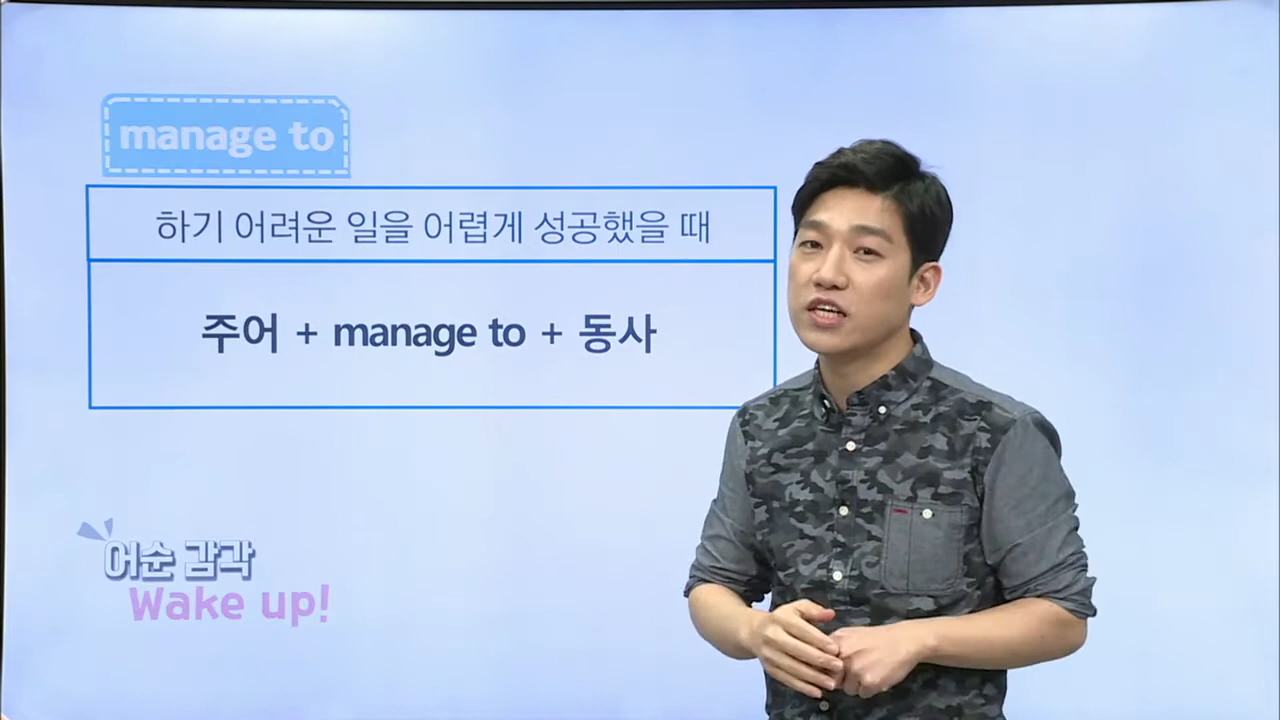 manage to
하기 어려운 일을 어렵게 성공했을 때
주어 + manage to + 동사
어순 감각
Wake up!